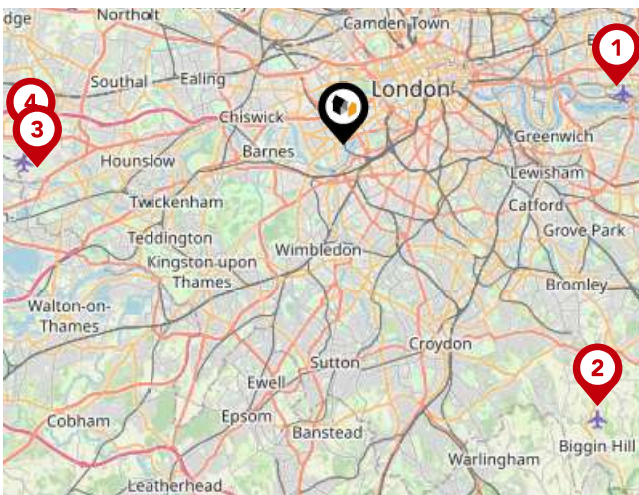 dge
Northolt
Camden Town
1
Southal
Ealing
London
4
3
Chiswick
Greenwich
Hounslow
Barnes
Lewisham
Twickenham
Catford
Teddington
Wimbledon
Grove Park
Kingston upon
Thames
Bromley
Walton-on-
Thames
Croydon
Sutton
2
Ewell
Cobham
Epsom
Banstead
Biggin Hill
Warlingham
Leatherhead